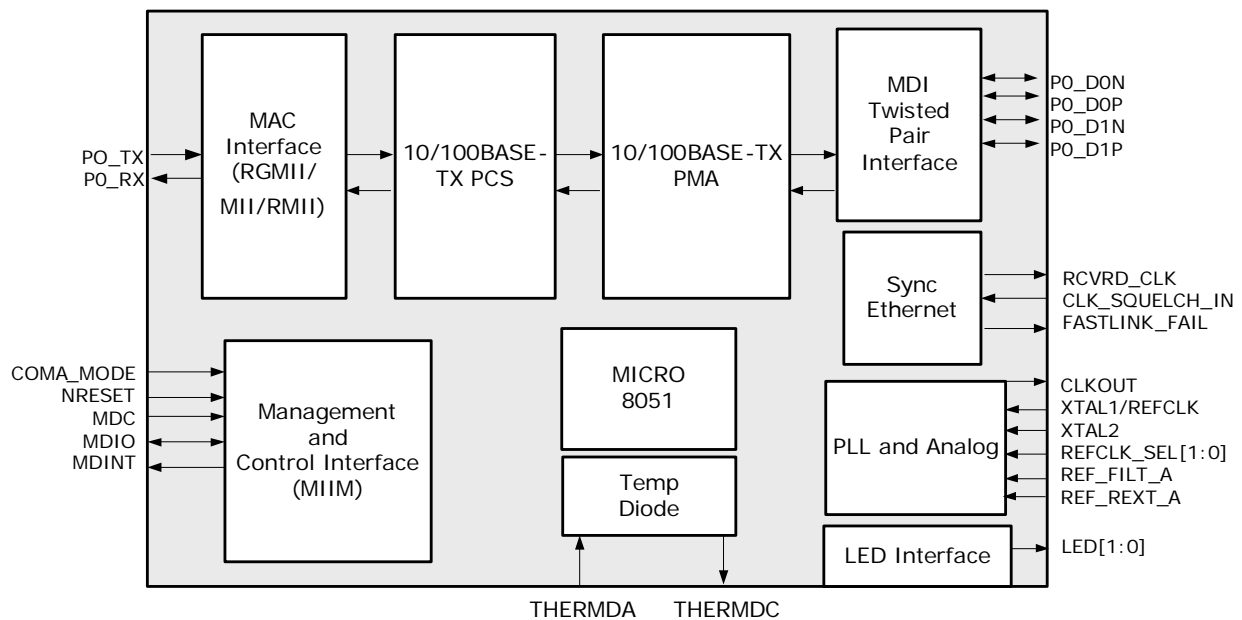 PO_TX
P0_RX
MAC
Interface
(RGMII/
MII/RMII)
10/100BASE-
TX PCS
10/100BASE-TX
PMA
MDI
Twisted
Pair
Interface
P0_D0N
P0_D0P
P0_D1N
P0_D1P
Sync
Ethernet
RCVRD_CLK
CLK_SQUELCH_IN
FASTLINK_FAIL
COMA_MODE
NRESET
MDC
MDIO
MDINT
Management
and
Control Interface
(MIIM)
MICRO
8051
Temp
Diode
THERMDA
THERMDC
PLL and Analog
CLKOUT
XTAL1/REFCLK
XTAL2
REFCLK_SEL[1:0]
REF_FILT_A
REF_REXT_A
LED Interface
LED[1:0]